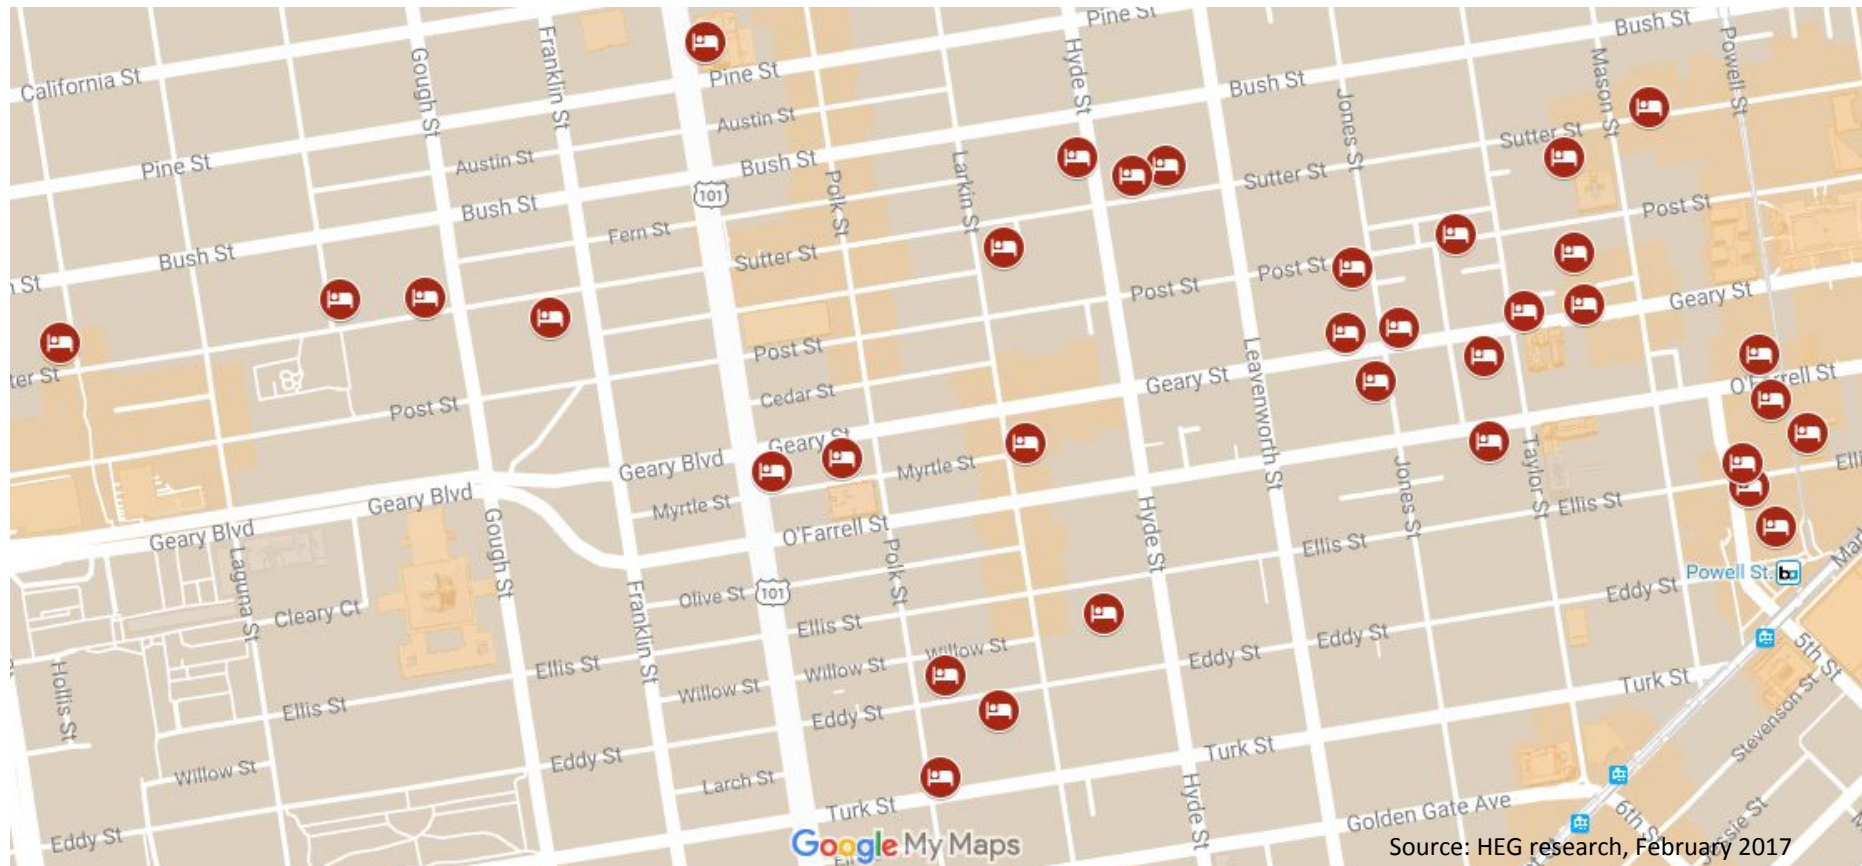 Pine St
Bush St
California St
Gough St
Franklin St
Pine St
Hyde St
Mason St
Powell St
Bush St
Austin St
Jones St
Sutter St
Pine St
Austin St
Bush St
Larkin St
Polk St
Sutter St
101
Bush St
Post St
Fern St
Bush St
Sutter St
Post St
Post St
Geary St
Post St
Leavenworth St
Geary St
O'Farrell St
Cedar St
Post St
Geary St
Geary Blvd
Myrtle St
Taylor St
Jones St
Geary Blvd
Myrtle St
Hyde St
Ellis St
O'Farrell St
Geary Blvd
Gough St
Polk St
Ellis St
Laguna St
Powell St.
Franklin St
Olive St
101
Eddy St
Cleary Ct
Ellis St
Eddy St
5th St
Hollis St
Ellis St
Willow St
Willow St
Eddy St
Turk St
Willow St
Ellis St
Eddy St
Stevenson St
Willow St
Eddy St
Larch St
Turk St
Hyde St
Turk St
Golden Gate Ave
6th St
Eddy St
Google My Maps
Source: HEG research, February 2017